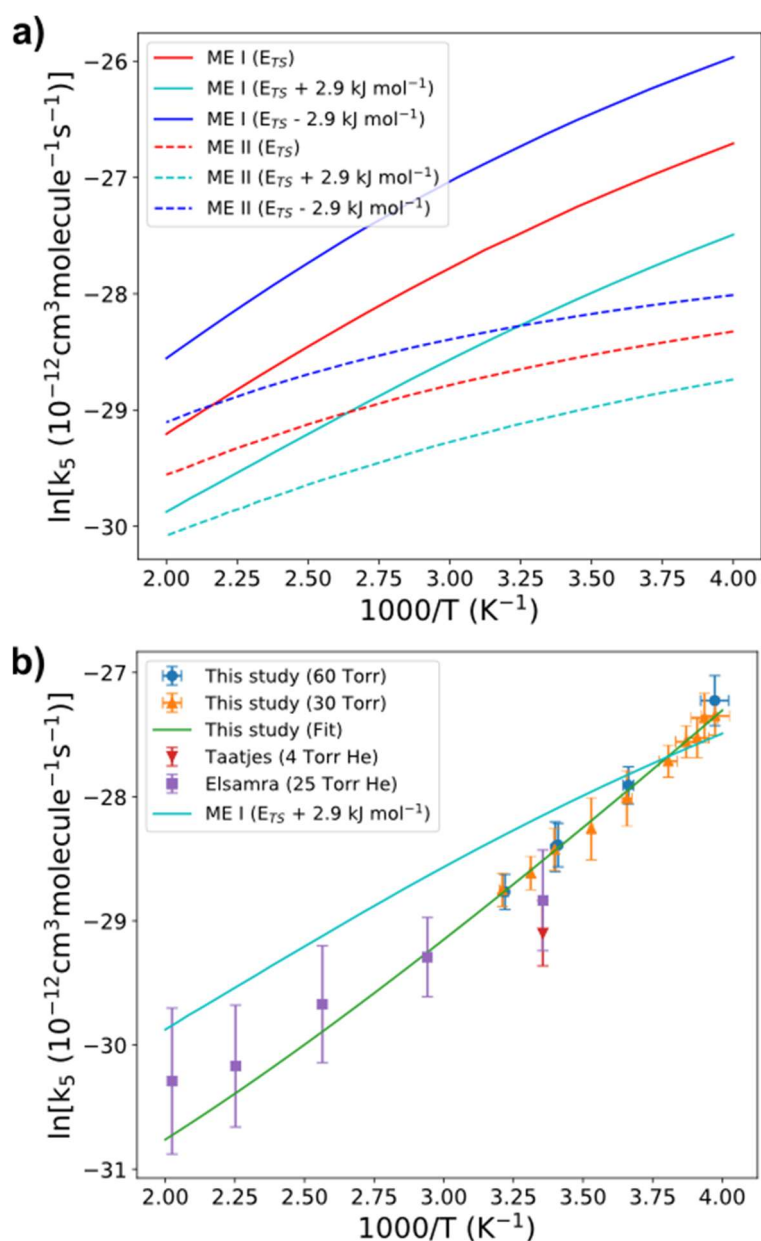 a)
ln[k₅ (10⁻¹²cm³molecule⁻¹s⁻¹)]
−26
−27
−28
−29
−30
ME I (E_TS)
ME I (E_TS + 2.9 kJ mol⁻¹)
ME I (E_TS - 2.9 kJ mol⁻¹)
ME II (E_TS)
ME II (E_TS + 2.9 kJ mol⁻¹)
ME II (E_TS - 2.9 kJ mol⁻¹)
2.00 2.25 2.50 2.75 3.00 3.25 3.50 3.75 4.00
1000/T (K⁻¹)
b)
ln[k₅ (10⁻¹²cm³molecule⁻¹s⁻¹)]
−27
−28
−29
−30
−31
This study (60 Torr)
This study (30 Torr)
This study (Fit)
Taatjes (4 Torr He)
Elsamra (25 Torr He)
ME I (E_TS + 2.9 kJ mol⁻¹)
2.00 2.25 2.50 2.75 3.00 3.25 3.50 3.75 4.00
1000/T (K⁻¹)